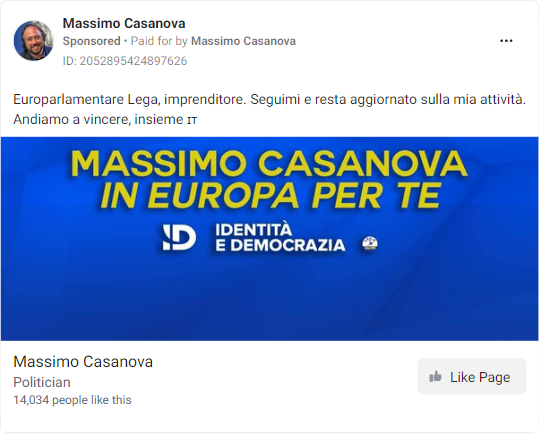 Massimo Casanova
Sponsored • Paid for by Massimo Casanova
ID: 2052895424897626
Europarlamentare Lega, imprenditore. Seguimi e resta aggiornato sulla mia attività.
Andiamo a vincere, insieme ɪᴛ
MASSIMO CASANOVA
IN EUROPA PER TE
ID IDENTITÀ
E DEMOCRAZIA
Massimo Casanova
Politician
14,034 people like this
Like Page